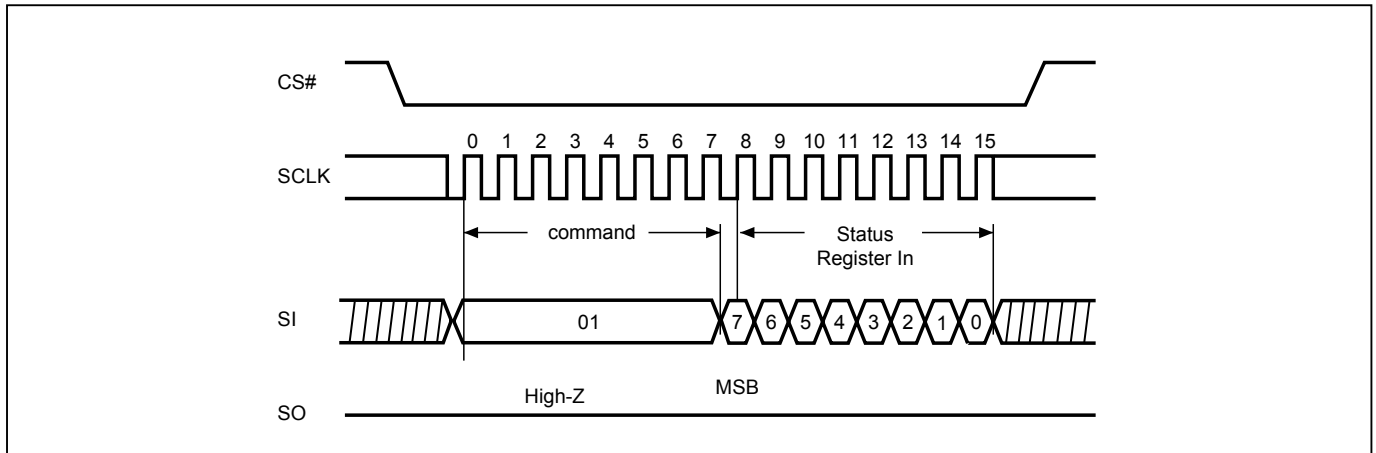 CS#
0 1 2 3 4 5 6 7 8 9 10 11 12 13 14 15
SCLK
command
Status
Register In
SI
01
7 6 5 4 3 2 1 0
High-Z
MSB
SO